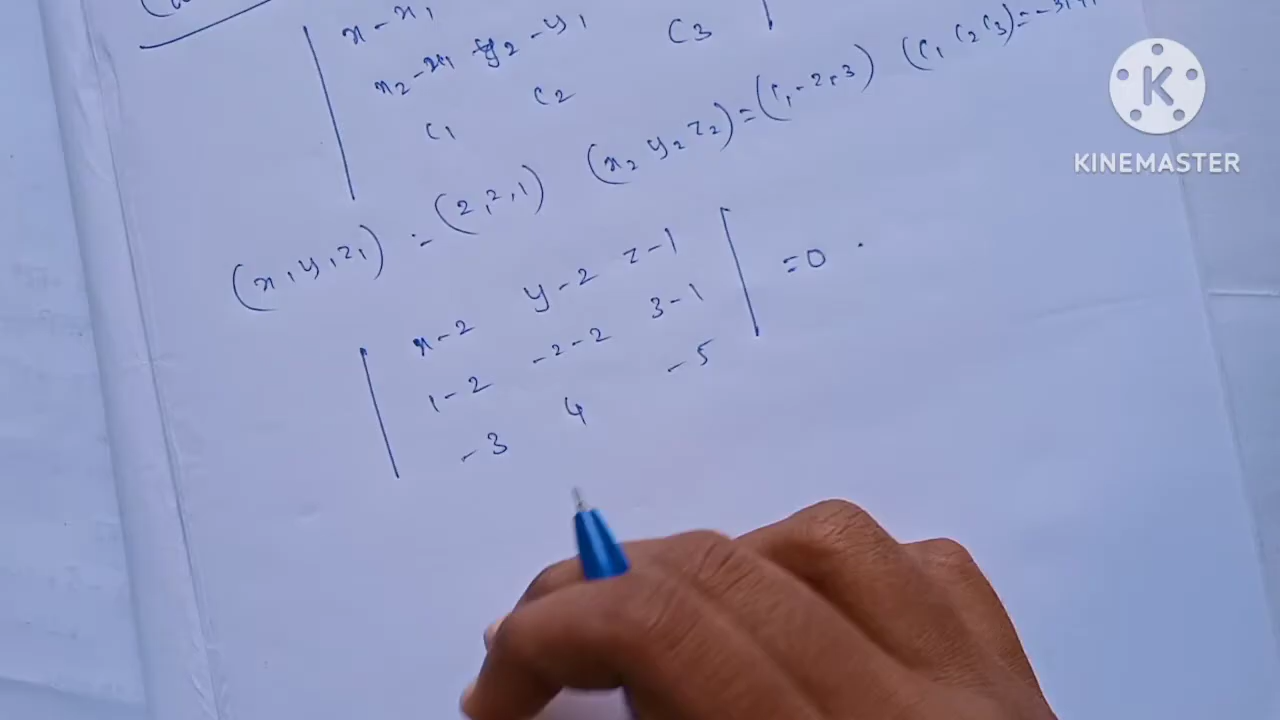 x-x1
x2-x1 y2-y1
c1 c2 c3
(x1 y1 z1) = (2,2,1) (x2 y2 z2) = (1,-2,3) (c1 c2 c3) = -3,4,
| x-2 y-2 z-1 |
| 1-2 -2-2 3-1 | =0
| -3 4 -5 |
KINEMASTER